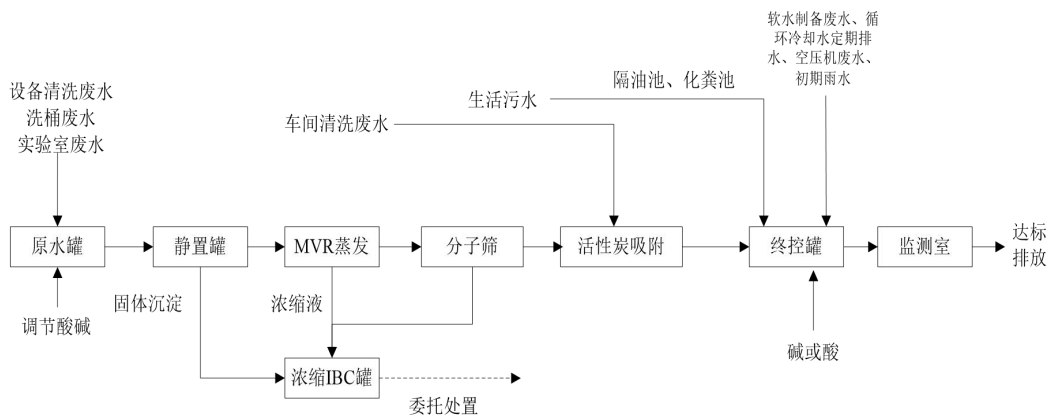 软水制备废水、循
环冷却水定期排
水、空压机废水、
初期雨水
隔油池、化粪池
生活污水
车间清洗废水
设备清洗废水
洗桶废水
实验室废水
原水罐
静置罐
MVR蒸发
分子筛
活性炭吸附
终控罐
监测室
达标
排放
调节酸碱
固体沉淀
浓缩液
碱或酸
浓缩IBC罐
委托处置